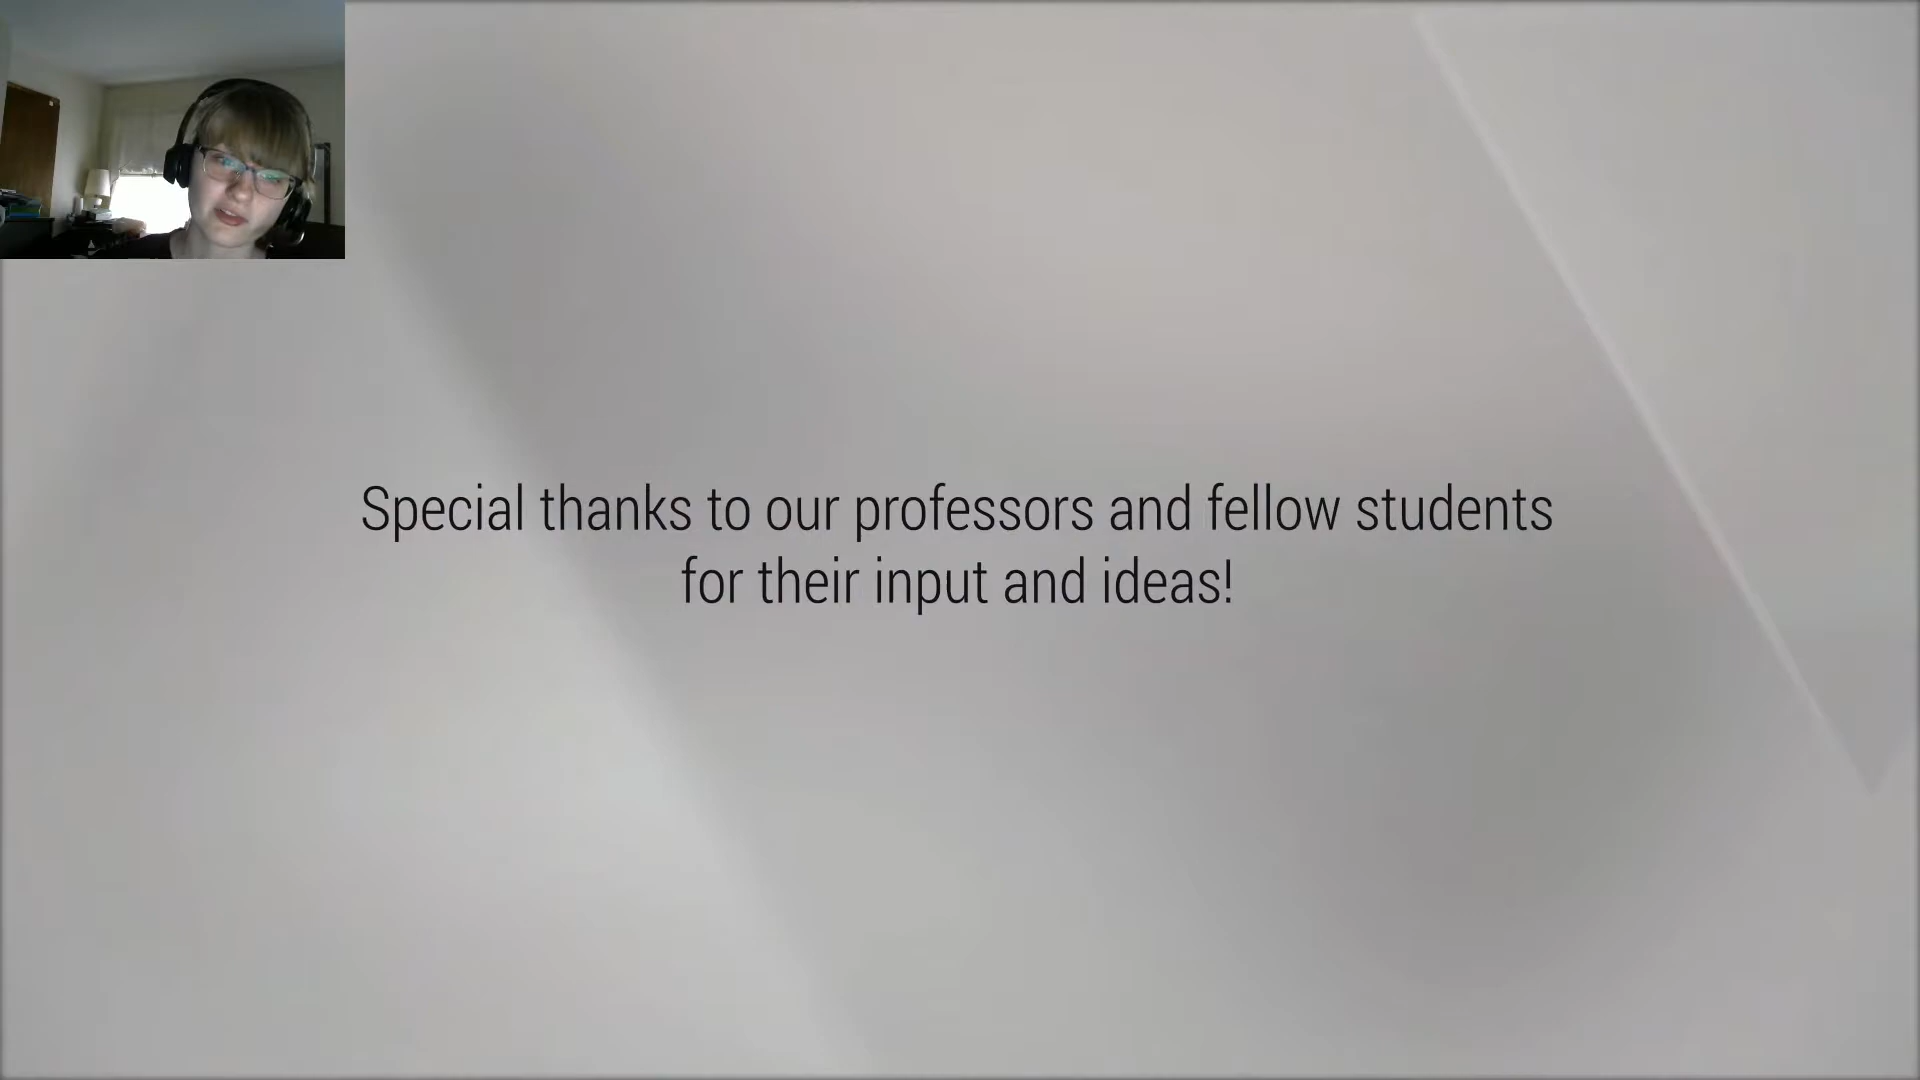 Special thanks to our professors and fellow students
for their input and ideas!